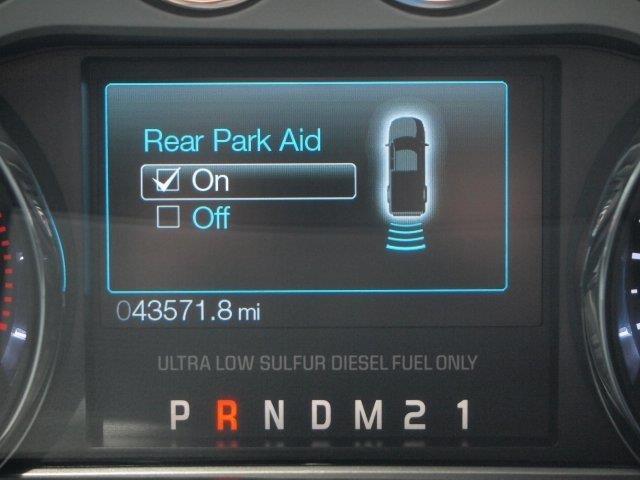 Rear Park Aid
On
Off
043571.8 mi
ULTRA LOW SULFUR DIESEL FUEL ONLY
P R N D M 2 1